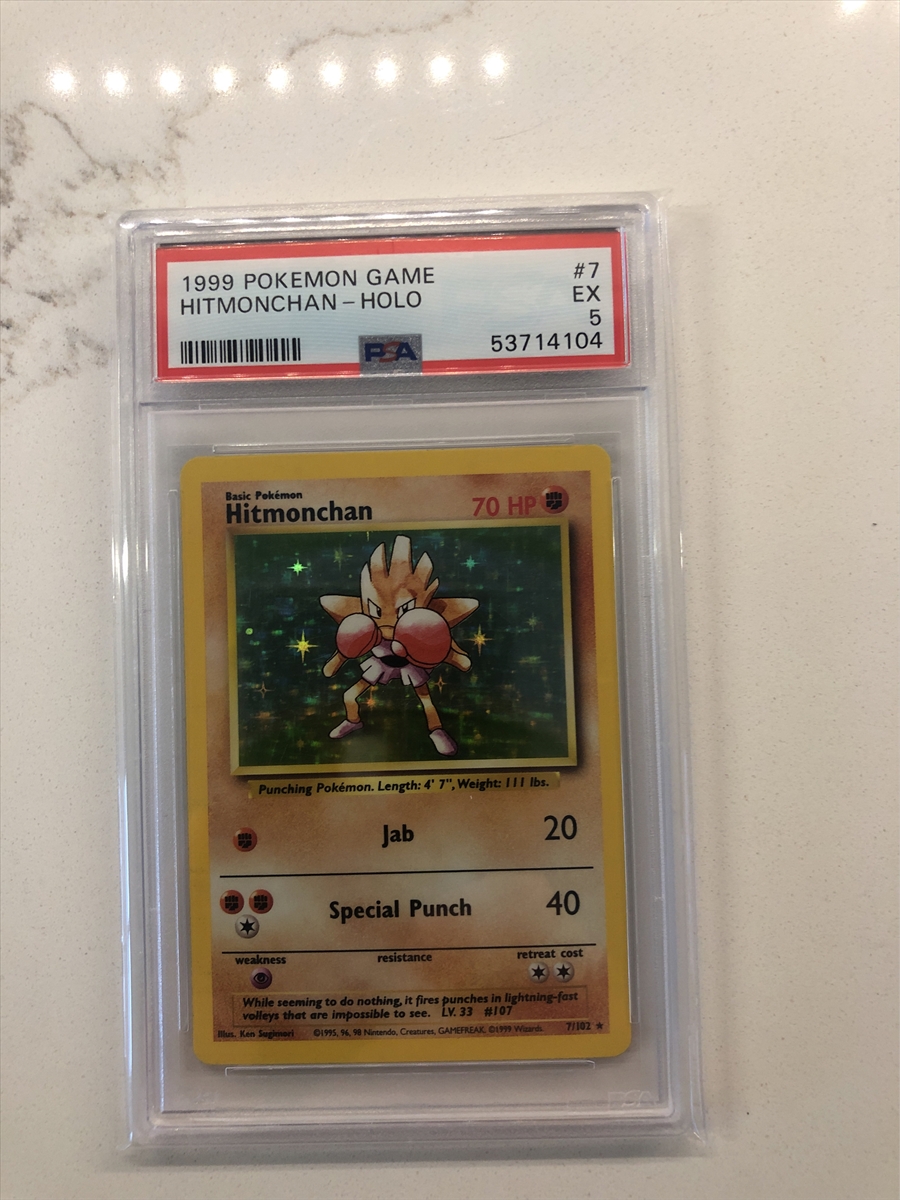 1999 POKEMON GAME #7
HITMONCHAN – HOLO EX
5
PSA 53714104
Basic Pokémon
Hitmonchan 70 HP
Punching Pokémon. Length: 4' 7", Weight: 111 lbs.
Jab 20
Special Punch 40
weakness resistance retreat cost
While seeming to do nothing, it fires punches in lightning-fast
volleys that are impossible to see. LV. 33 #107
Illus. Ken Sugimori ©1995, 96, 98 Nintendo, Creatures, GAMEFREAK. ©1999 Wizards. 7/102 ★
PSA